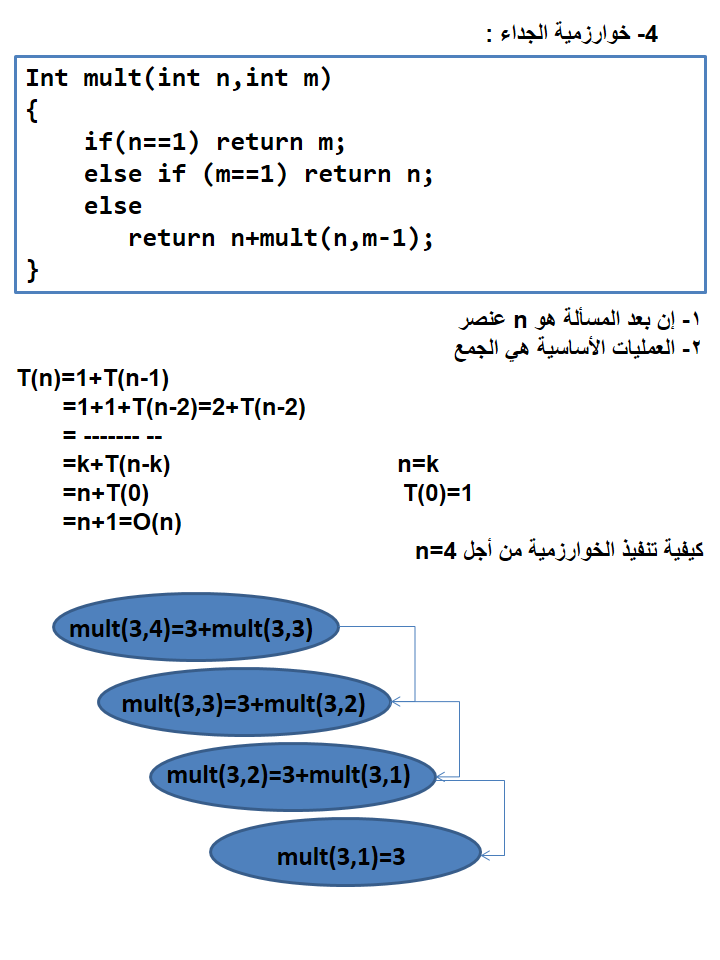 4- خوارزمية الجداء :
Int mult(int n,int m)
{
if(n==1) return m;
else if (m==1) return n;
else
return n+mult(n,m-1);
}
١- إن بعد المسألة هو n عنصر
٢- العمليات الأساسية هي الجمع
T(n)=1+T(n-1)
=1+1+T(n-2)=2+T(n-2)
= ------- --
=k+T(n-k) n=k
=n+T(0) T(0)=1
=n+1=O(n)
كيفية تنفيذ الخوارزمية من أجل n=4
mult(3,4)=3+mult(3,3)
mult(3,3)=3+mult(3,2)
mult(3,2)=3+mult(3,1)
mult(3,1)=3